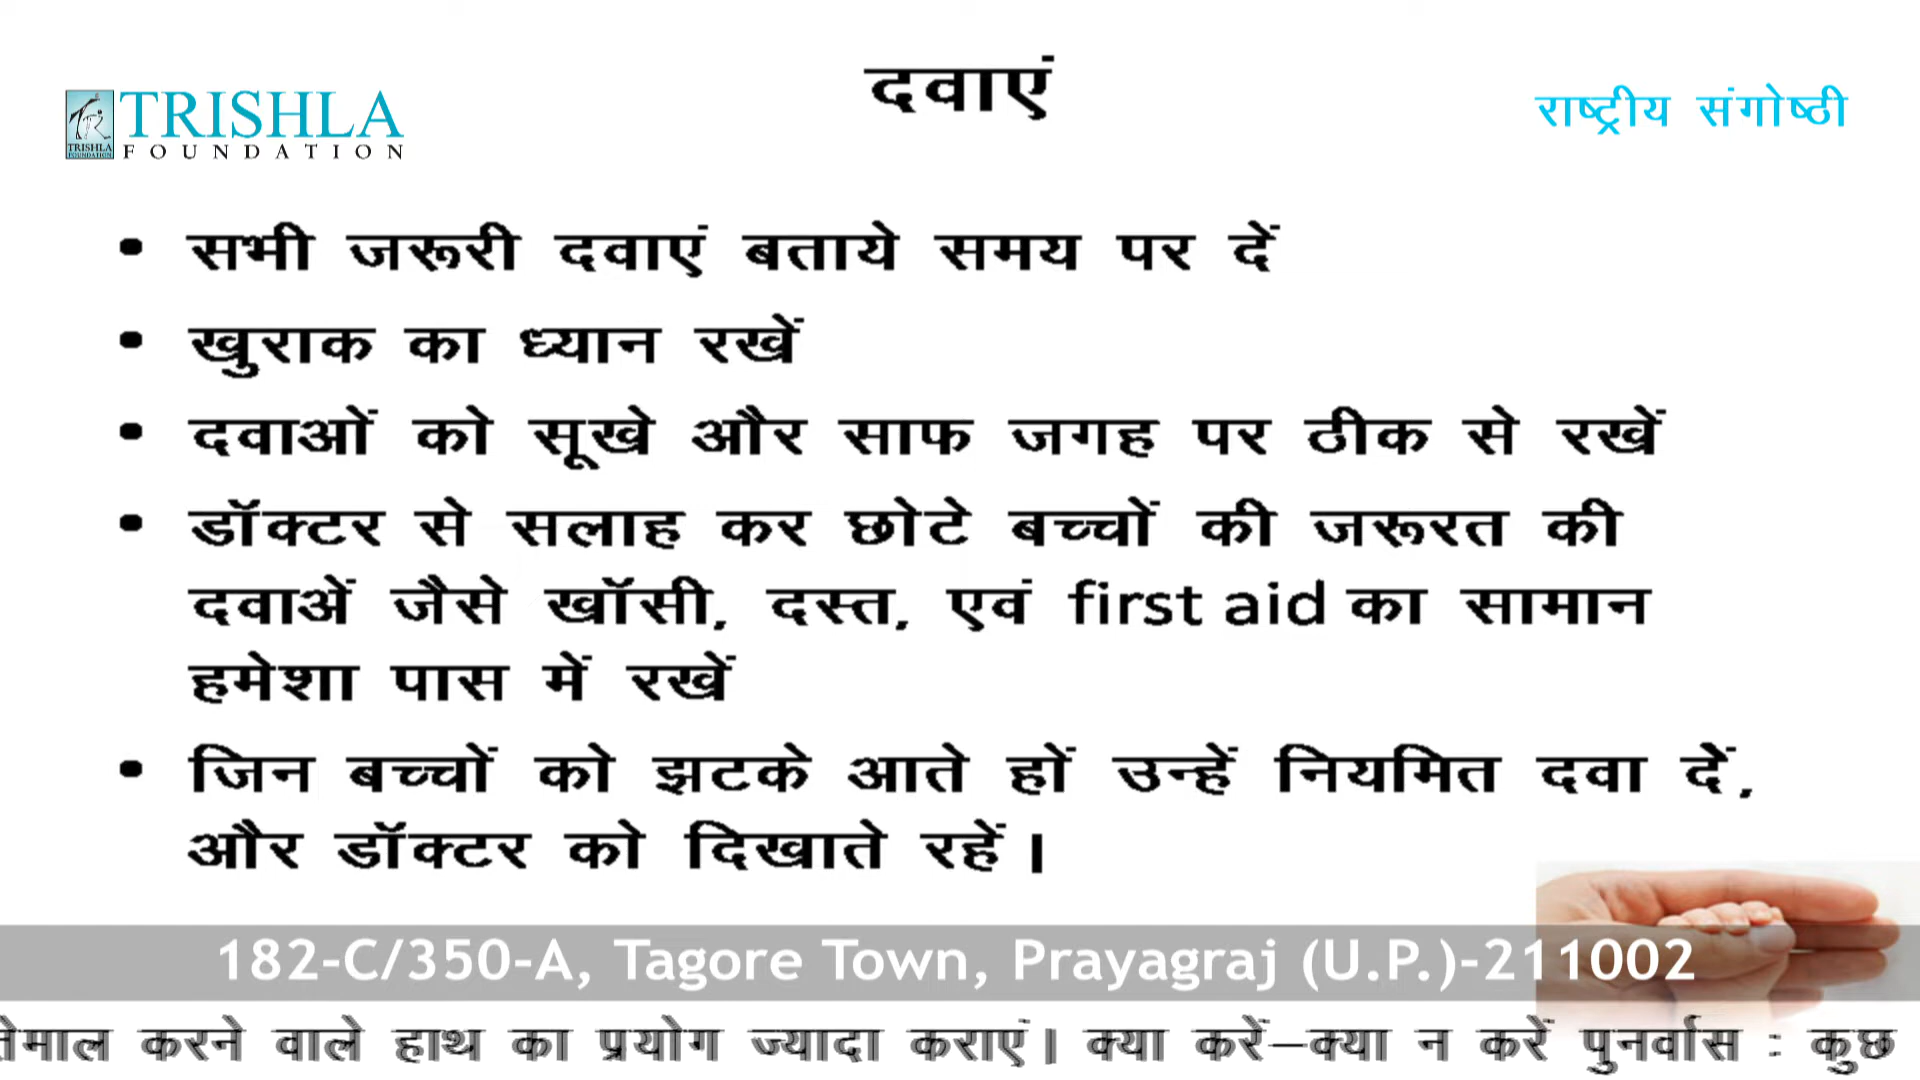 दवाएं
TRISHLA
FOUNDATION
TRISHLA
FOUNDATION
राष्ट्रीय संगोष्ठी
• सभी जरूरी दवाएं बताये समय पर दें
• खुराक का ध्यान रखें
• दवाओं को सूखे और साफ जगह पर ठीक से रखें
• डॉक्टर से सलाह कर छोटे बच्चों की जरूरत की
दवाअें जैसे खॉसी, दस्त, एवं first aid का सामान
हमेशा पास में रखें
• जिन बच्चों को झटके आते हों उन्हें नियमित दवा देें,
और डॉक्टर को दिखाते रहें।
182-C/350-A, Tagore Town, Prayagraj (U.P.)-211002
तेमाल करने वाले हाथ का प्रयोग ज्यादा कराएं। क्या करें–क्या न करें पुनर्वास : कुछ